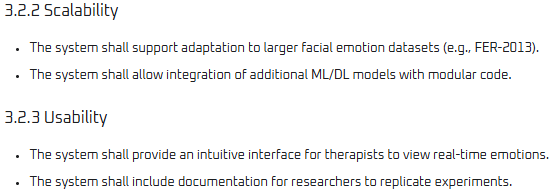 3.2.2 Scalability
• The system shall support adaptation to larger facial emotion datasets (e.g., FER-2013).
• The system shall allow integration of additional ML/DL models with modular code.
3.2.3 Usability
• The system shall provide an intuitive interface for therapists to view real-time emotions.
• The system shall include documentation for researchers to replicate experiments.